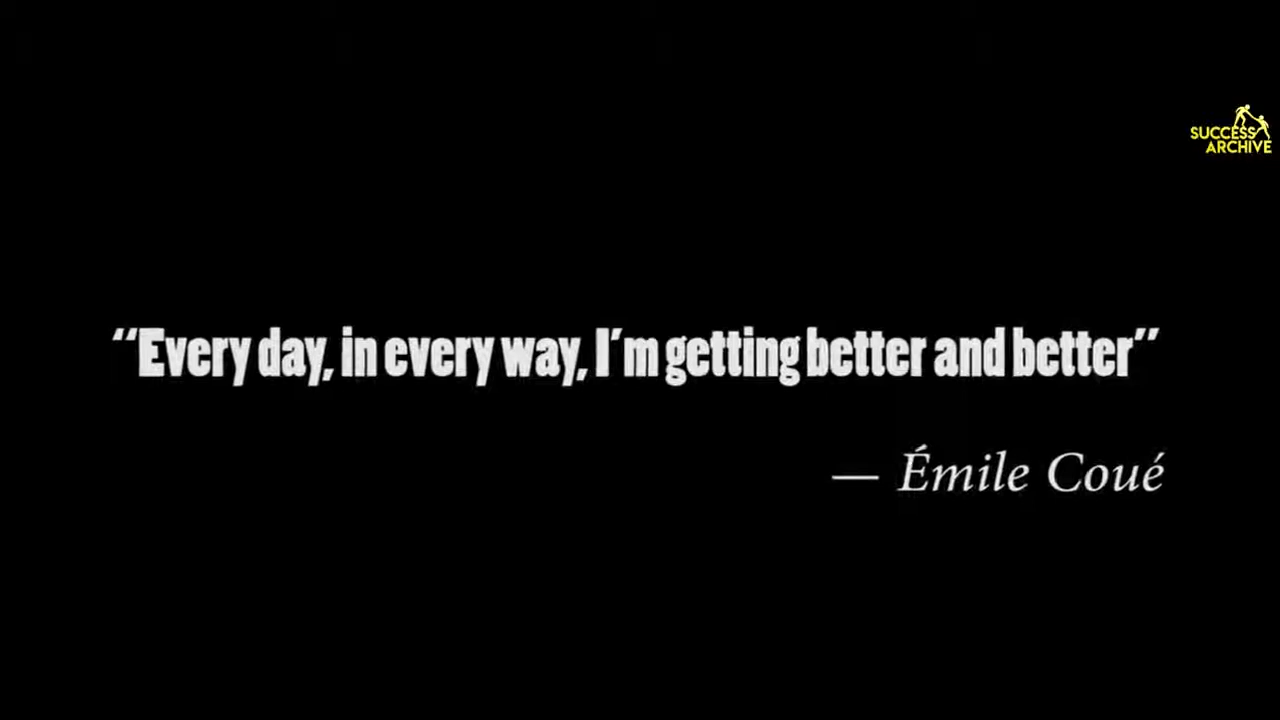 SUCCESS
ARCHIVE
“Every day, in every way, I'm getting better and better”
— Émile Coué